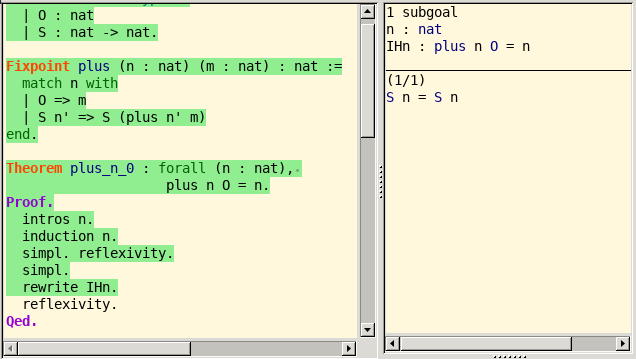 | O : nat
| S : nat -> nat.
Fixpoint plus (n : nat) (m : nat) : nat :=
match n with
| O => m
| S n' => S (plus n' m)
end.
Theorem plus_n_0 : forall (n : nat),
plus n O = n.
Proof.
intros n.
induction n.
simpl. reflexivity.
simpl.
rewrite IHn.
reflexivity.
Qed.
1 subgoal
n : nat
IHn : plus n O = n
(1/1)
S n = S n